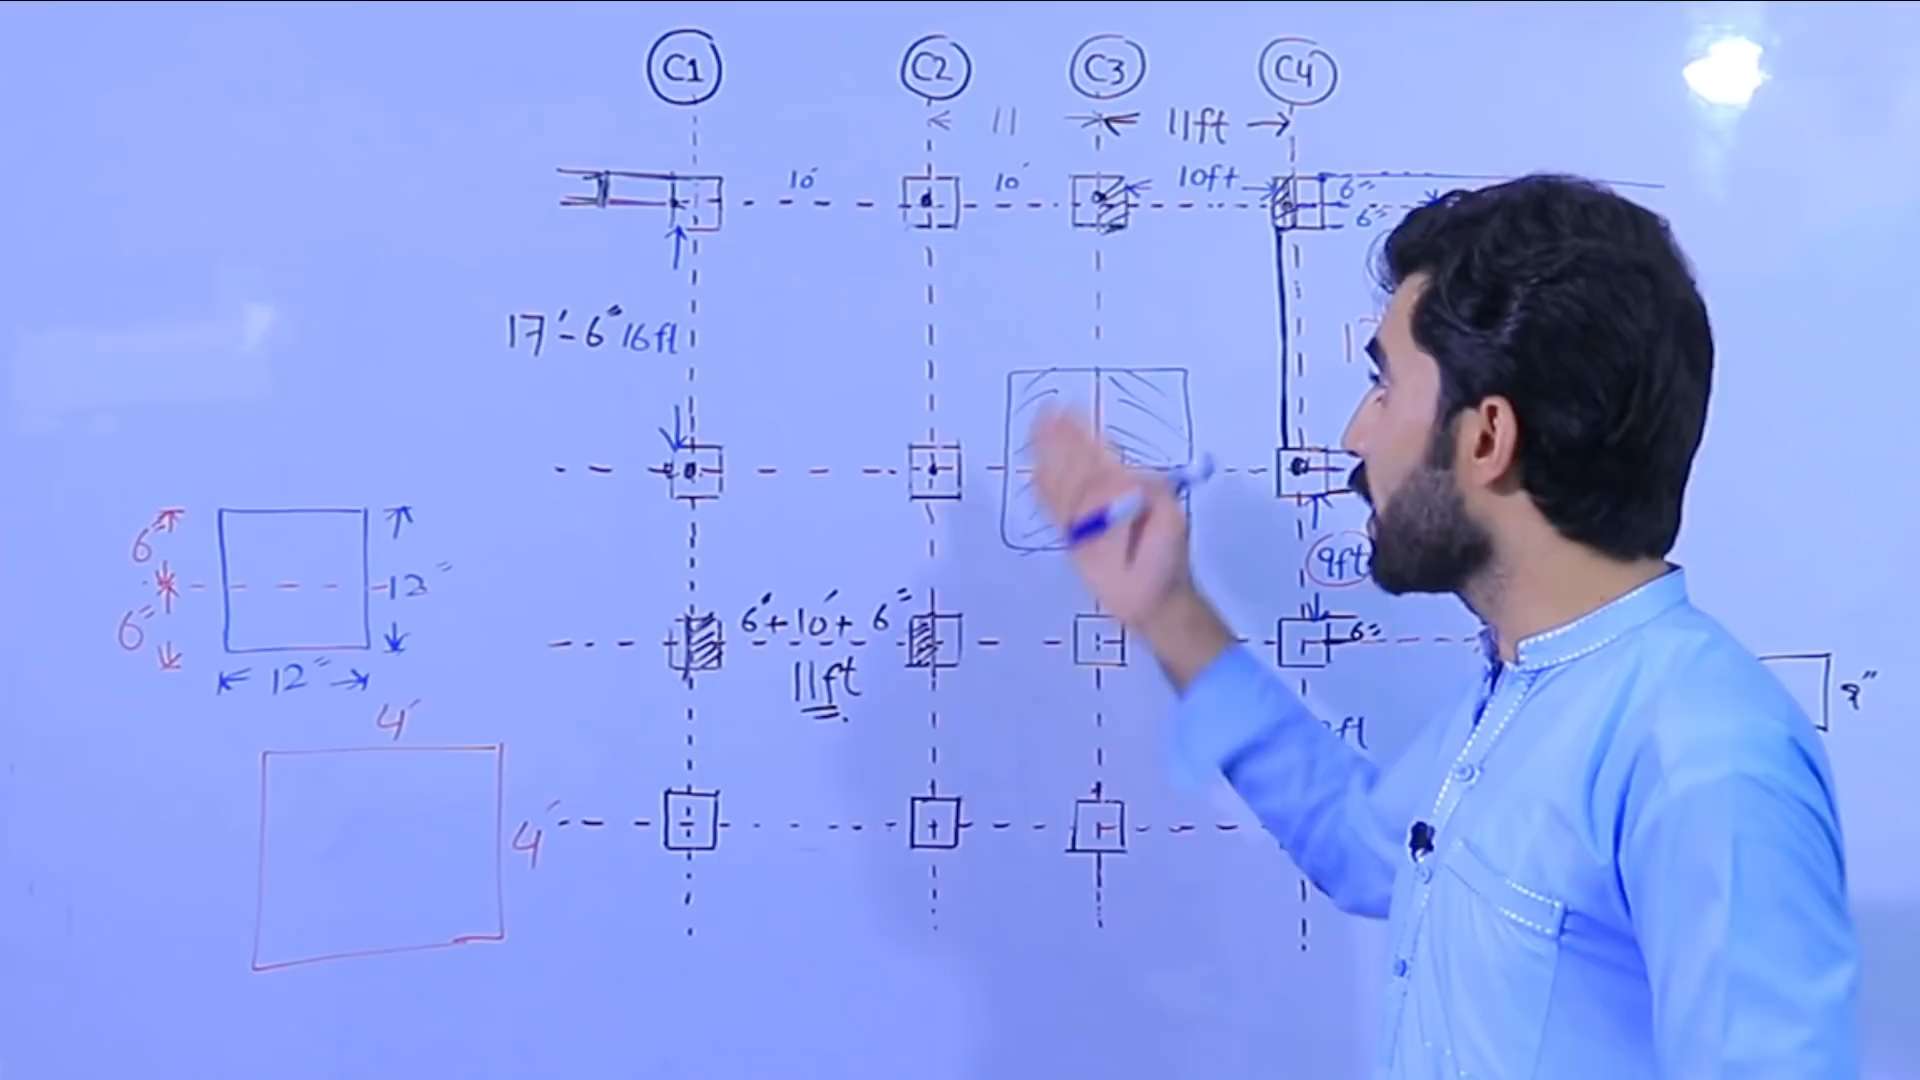 C1 C2 C3 C4
11 11ft
10' 10' 10ft 6"
6"
17'-6" 16ft
6" 12"
6"
12"
9ft
6"+10'+6" 6"
11ft
4'
4'
9"